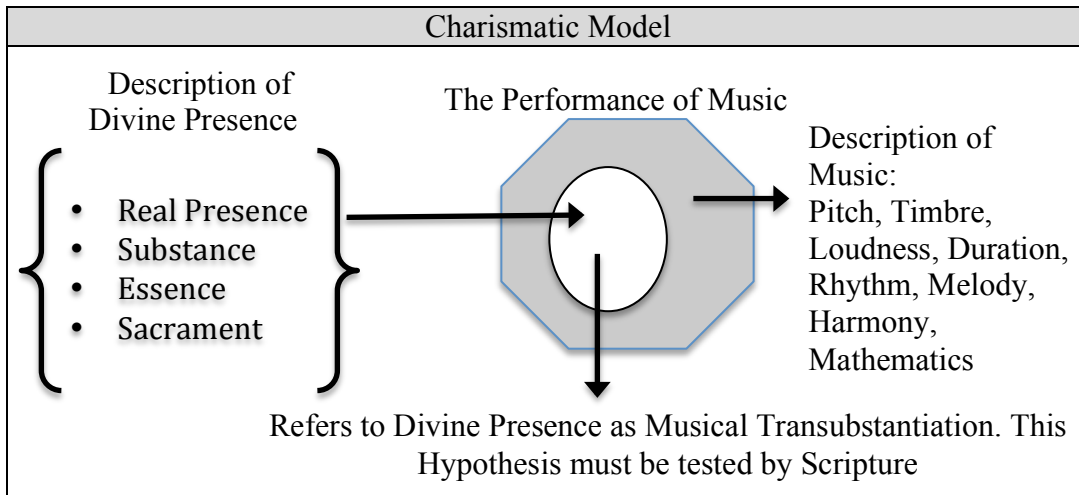 Charismatic Model
Description of
Divine Presence
• Real Presence
• Substance
• Essence
• Sacrament
The Performance of Music
Description of
Music:
Pitch, Timbre,
Loudness, Duration,
Rhythm, Melody,
Harmony,
Mathematics
Refers to Divine Presence as Musical Transubstantiation. This
Hypothesis must be tested by Scripture